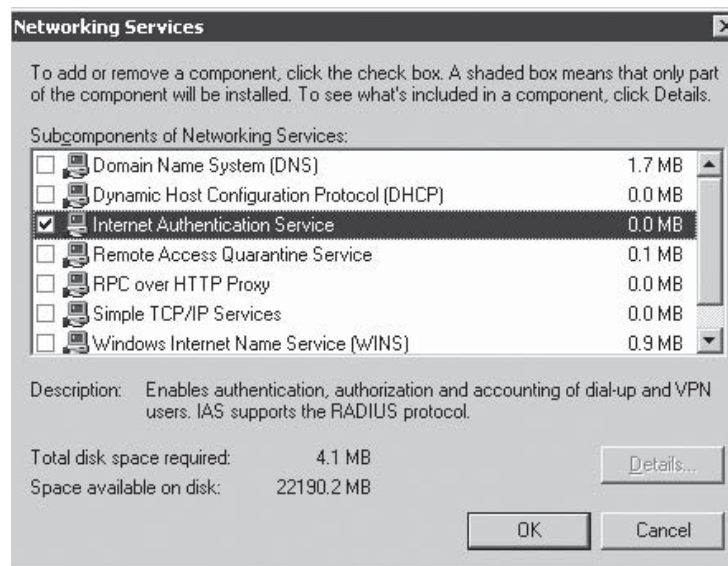 Networking Services
To add or remove a component, click the check box. A shaded box means that only part
of the component will be installed. To see what's included in a component, click Details.
Subcomponents of Networking Services:
Domain Name System (DNS) 1.7 MB
Dynamic Host Configuration Protocol (DHCP) 0.0 MB
Internet Authentication Service 0.0 MB
Remote Access Quarantine Service 0.1 MB
RPC over HTTP Proxy 0.0 MB
Simple TCP/IP Services 0.0 MB
Windows Internet Name Service (WINS) 0.9 MB
Description: Enables authentication, authorization and accounting of dial-up and VPN
users. IAS supports the RADIUS protocol.
Total disk space required: 4.1 MB
Space available on disk: 22190.2 MB
Details...
OK Cancel